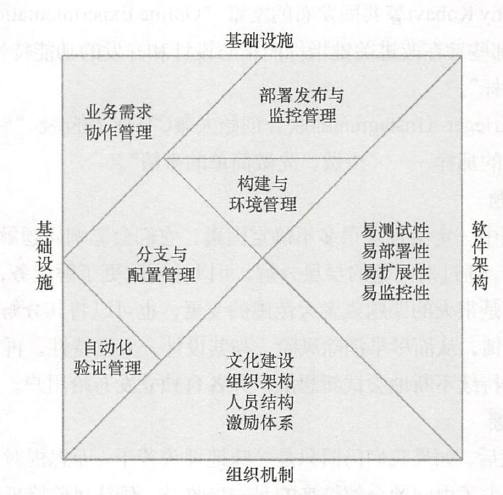 基础设施
业务需求
协作管理
部署发布与
监控管理
构建与
环境管理
基础设施
分支与
配置管理
易测试性
易部署性
易扩展性
易监控性
软件架构
自动化
验证管理
文化建设
组织架构
人员结构
激励体系
组织机制